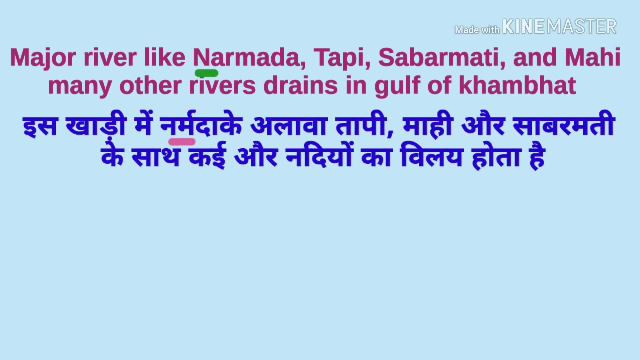 Made with KINEMASTER
Major river like Narmada, Tapi, Sabarmati, and Mahi
many other rivers drains in gulf of khambhat
इस खाड़ी में नर्मदाके अलावा तापी, माही और साबरमती
के साथ कई और नदियों का विलय होता है